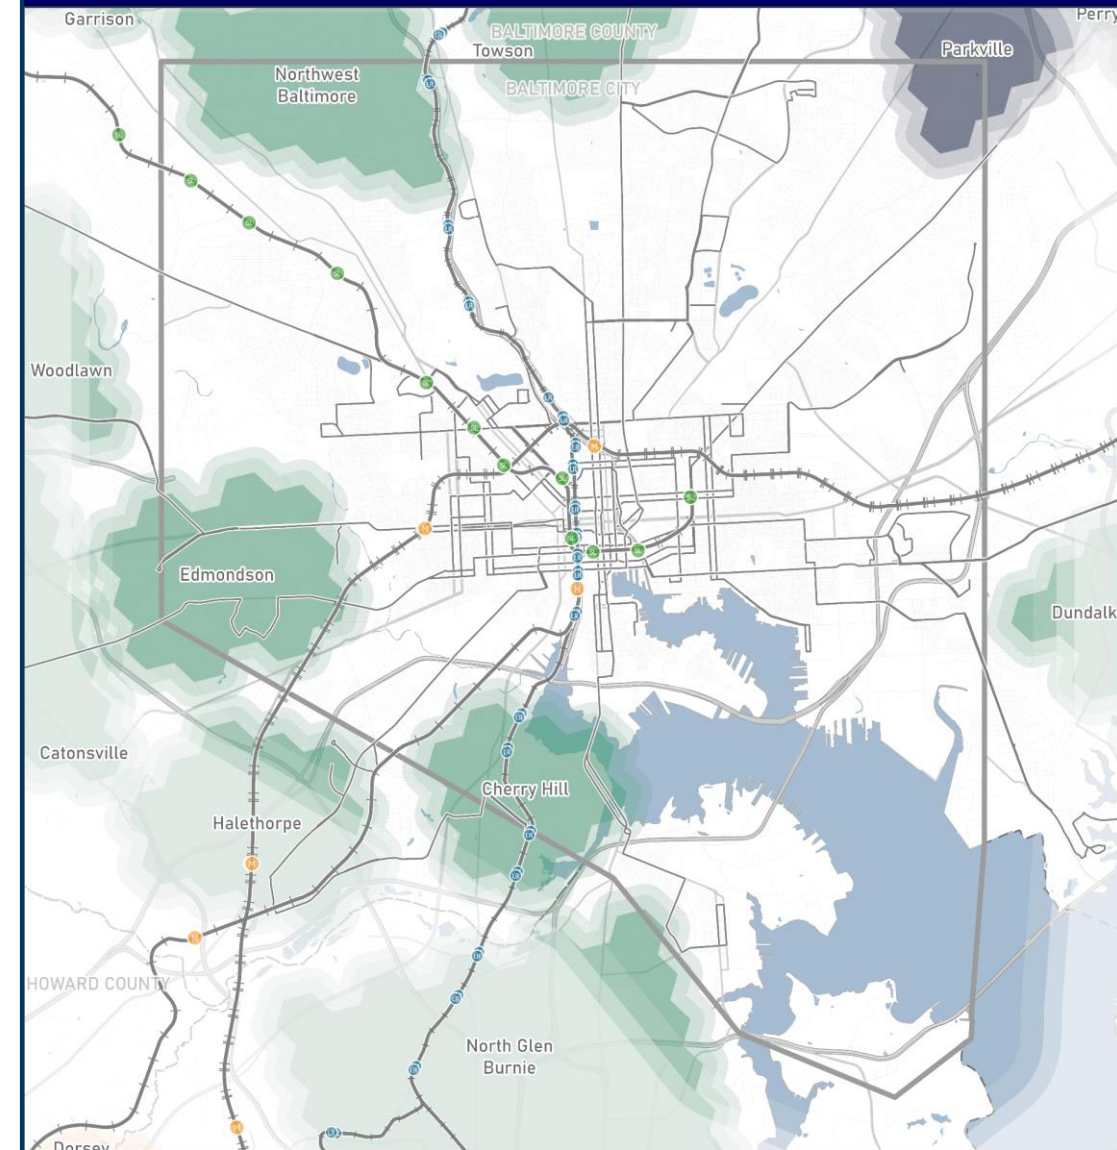 Garrison
BALTIMORE COUNTY
Towson
Perry
Parkville
Northwest
Baltimore
BALTIMORE CITY
Woodlawn
Edmondson
Dundalk
Catonsville
Cherry Hill
Halethorpe
HOWARD COUNTY
North Glen
Burnie
Dorsey